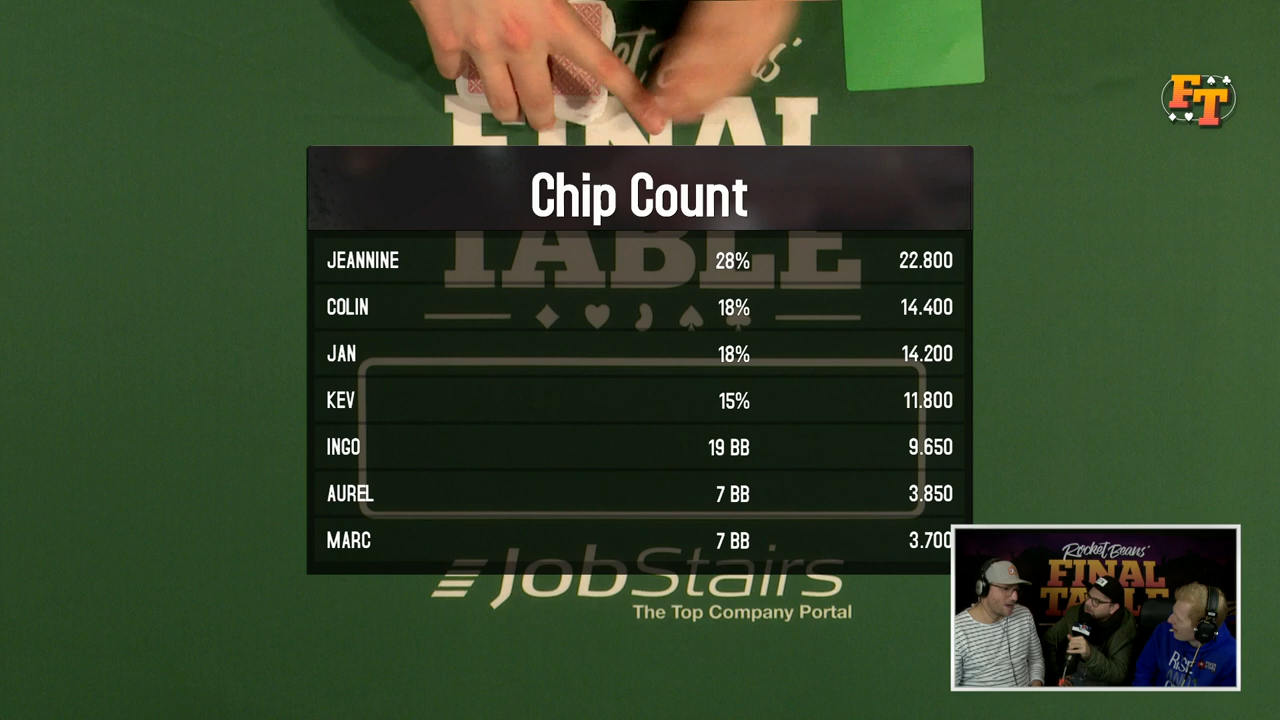 FT
FINAL
Chip Count
TABLE
JEANNINE 28% 22.800
COLIN 18% 14.400
JAN 18% 14.200
KEV 15% 11.800
INGO 19 BB 9.650
AUREL 7 BB 3.850
MARC 7 BB 3.700
JobStairs
The Top Company Portal
Rocket Beans'
FINAL
TABLE